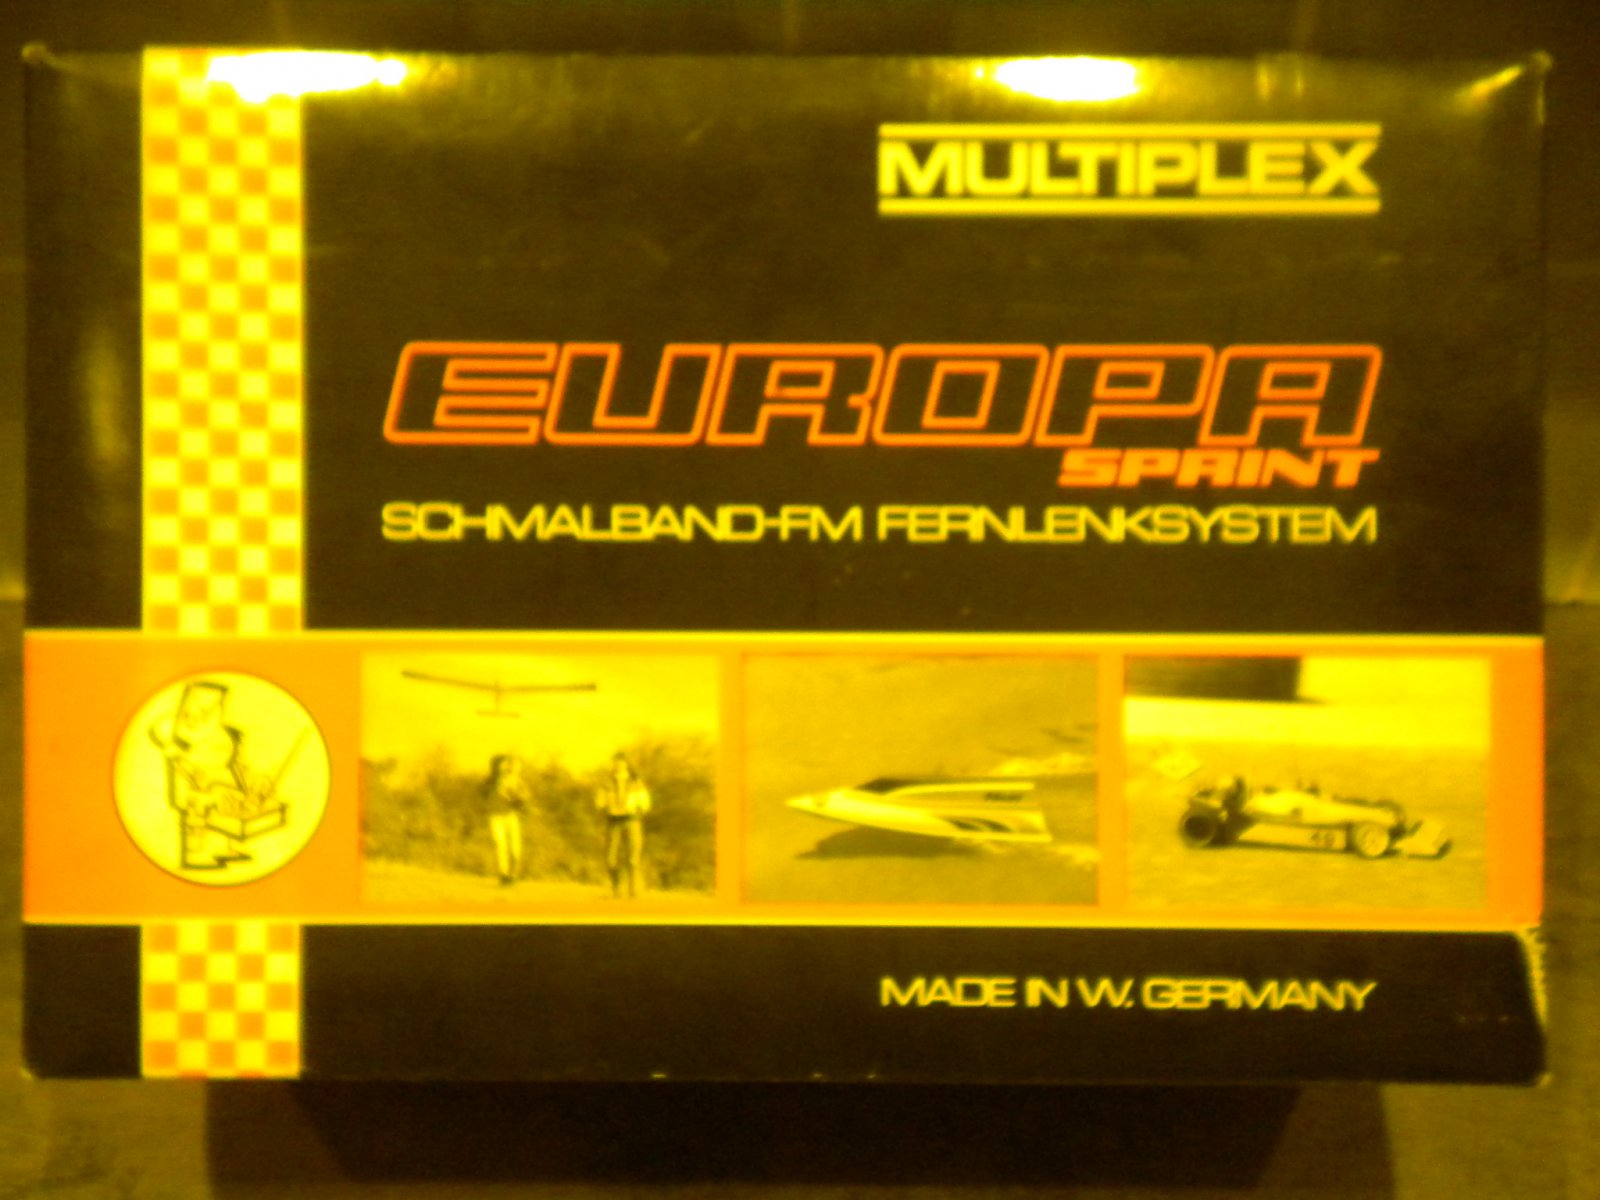 MULTIPLEX
EUROPA
SPRINT
SCHMALBAND-FM FERNLENKSYSTEM
MADE IN W. GERMANY